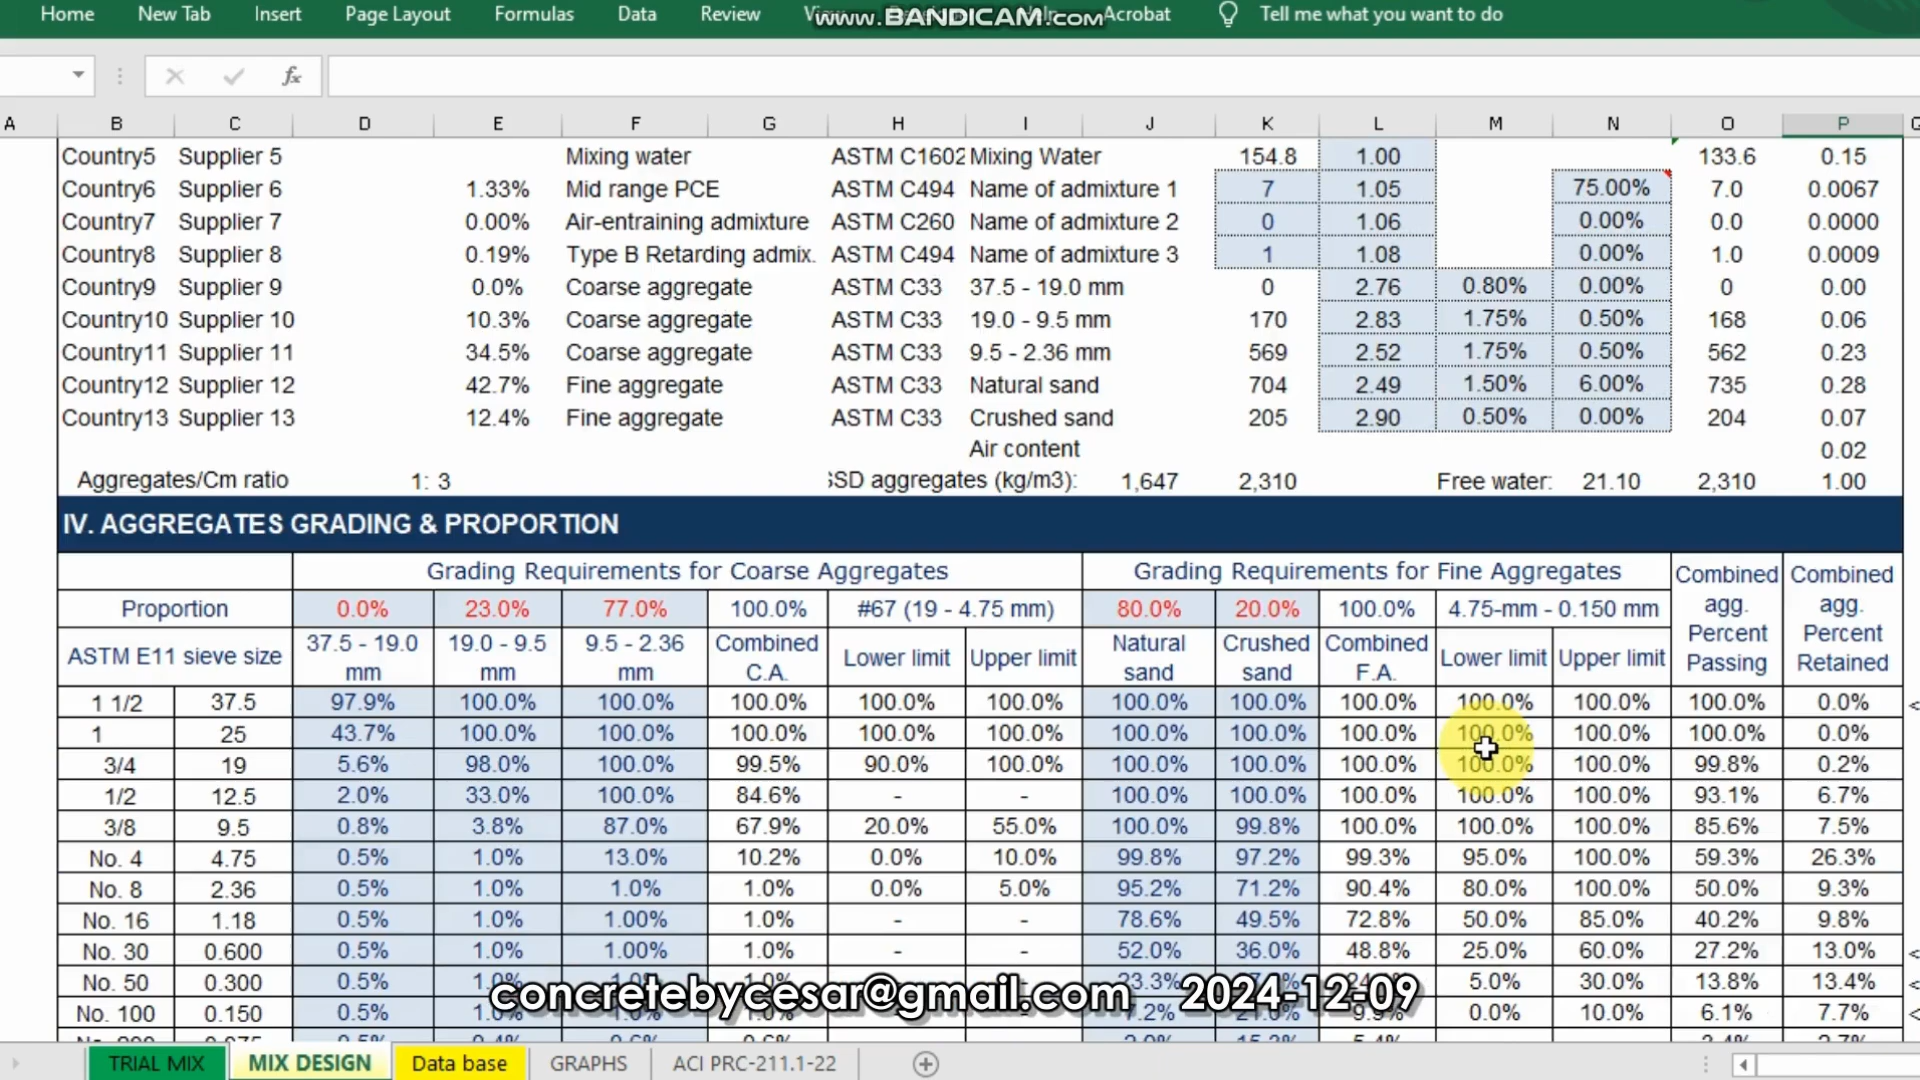 Home New Tab Insert Page Layout Formulas Data Review Acrobat Tell me what you want to do
www.BANDICAM.com
fx
A B C D E F G H I J K L M N O P
Country5 Supplier 5 Mixing water ASTM C1602 Mixing Water 154.8 1.00 133.6 0.15
Country6 Supplier 6 1.33% Mid range PCE ASTM C494 Name of admixture 1 7 1.05 75.00% 7.0 0.0067
Country7 Supplier 7 0.00% Air-entraining admixture ASTM C260 Name of admixture 2 0 1.06 0.00% 0.0 0.0000
Country8 Supplier 8 0.19% Type B Retarding admix. ASTM C494 Name of admixture 3 1 1.08 0.00% 1.0 0.0009
Country9 Supplier 9 0.0% Coarse aggregate ASTM C33 37.5 - 19.0 mm 0 2.76 0.80% 0.00% 0 0.00
Country10 Supplier 10 10.3% Coarse aggregate ASTM C33 19.0 - 9.5 mm 170 2.83 1.75% 0.50% 168 0.06
Country11 Supplier 11 34.5% Coarse aggregate ASTM C33 9.5 - 2.36 mm 569 2.52 1.75% 0.50% 562 0.23
Country12 Supplier 12 42.7% Fine aggregate ASTM C33 Natural sand 704 2.49 1.50% 6.00% 735 0.28
Country13 Supplier 13 12.4% Fine aggregate ASTM C33 Crushed sand 205 2.90 0.50% 0.00% 204 0.07
Air content 0.02
Aggregates/Cm ratio 1: 3 SSD aggregates (kg/m3): 1,647 2,310 Free water: 21.10 2,310 1.00
IV. AGGREGATES GRADING & PROPORTION
Grading Requirements for Coarse Aggregates Grading Requirements for Fine Aggregates Combined agg. Percent Passing Combined agg. Percent Retained
Proportion 0.0% 23.0% 77.0% 100.0% #67 (19 - 4.75 mm) 80.0% 20.0% 100.0% 4.75-mm - 0.150 mm
ASTM E11 sieve size 37.5 - 19.0 mm 19.0 - 9.5 mm 9.5 - 2.36 mm Combined C.A. Lower limit Upper limit Natural sand Crushed sand Combined F.A. Lower limit Upper limit
1 1/2 37.5 97.9% 100.0% 100.0% 100.0% 100.0% 100.0% 100.0% 100.0% 100.0% 100.0% 100.0% 100.0% 0.0% <
1 25 43.7% 100.0% 100.0% 100.0% 100.0% 100.0% 100.0% 100.0% 100.0% 100.0% 100.0% 100.0% 0.0%
3/4 19 5.6% 98.0% 100.0% 99.5% 90.0% 100.0% 100.0% 100.0% 100.0% 100.0% 100.0% 99.8% 0.2%
1/2 12.5 2.0% 33.0% 100.0% 84.6% - - 100.0% 100.0% 100.0% 100.0% 100.0% 93.1% 6.7%
3/8 9.5 0.8% 3.8% 87.0% 67.9% 20.0% 55.0% 100.0% 99.8% 100.0% 100.0% 100.0% 85.6% 7.5%
No. 4 4.75 0.5% 1.0% 13.0% 10.2% 0.0% 10.0% 99.8% 97.2% 99.3% 95.0% 100.0% 59.3% 26.3%
No. 8 2.36 0.5% 1.0% 1.0% 1.0% 0.0% 5.0% 95.2% 71.2% 90.4% 80.0% 100.0% 50.0% 9.3%
No. 16 1.18 0.5% 1.0% 1.00% 1.0% - - 78.6% 49.5% 72.8% 50.0% 85.0% 40.2% 9.8%
No. 30 0.600 0.5% 1.0% 1.00% 1.0% - - 52.0% 36.0% 48.8% 25.0% 60.0% 27.2% 13.0% <
No. 50 0.300 0.5% 5.0% 30.0% 13.8% 13.4% <
concretebycesar@gmail.com 2024-12-09
No. 100 0.150 0.5% 0.0% 10.0% 6.1% 7.7% <
TRIAL MIX MIX DESIGN Data base GRAPHS ACI PRC-211.1-22